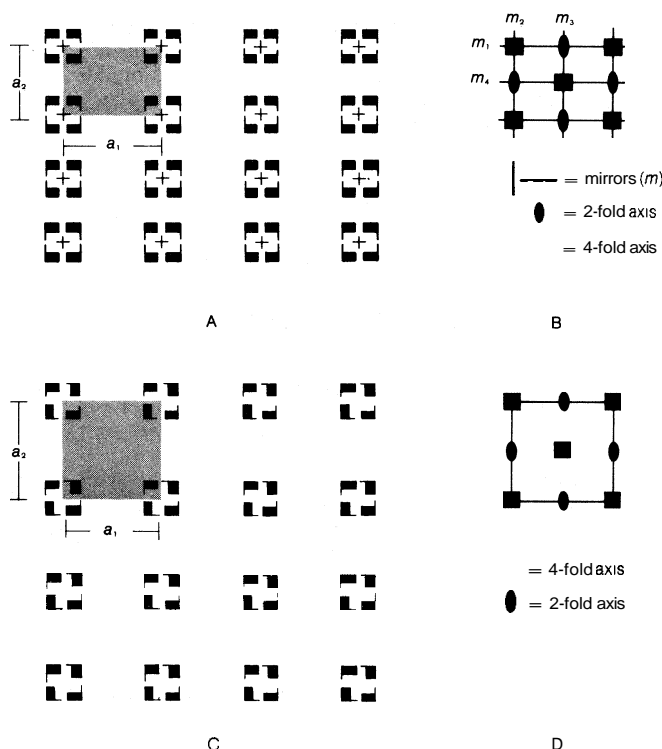 m₂ m₃
m₁
m₄
a₂
a₁
| —— = mirrors (m)
= 2-fold axis
= 4-fold axis
A
B
a₂
a₁
= 4-fold axis
= 2-fold axis
C
D